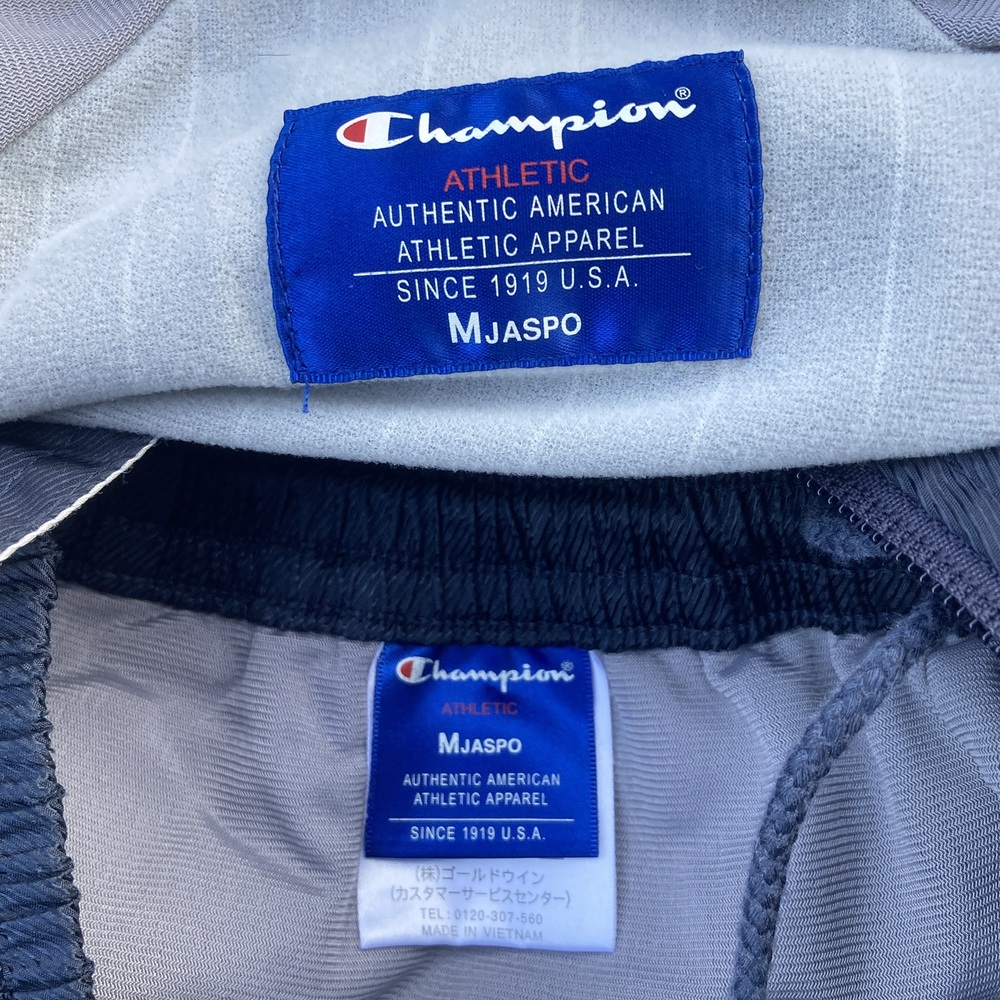 Champion®
ATHLETIC
AUTHENTIC AMERICAN
ATHLETIC APPAREL
SINCE 1919 U.S.A.
MJASPO
Champion®
ATHLETIC
MJASPO
AUTHENTIC AMERICAN
ATHLETIC APPAREL
SINCE 1919 U.S.A.
(株)ゴールドウイン
(カスタマーサービスセンター)
TEL:0120-307-560
MADE IN VIETNAM